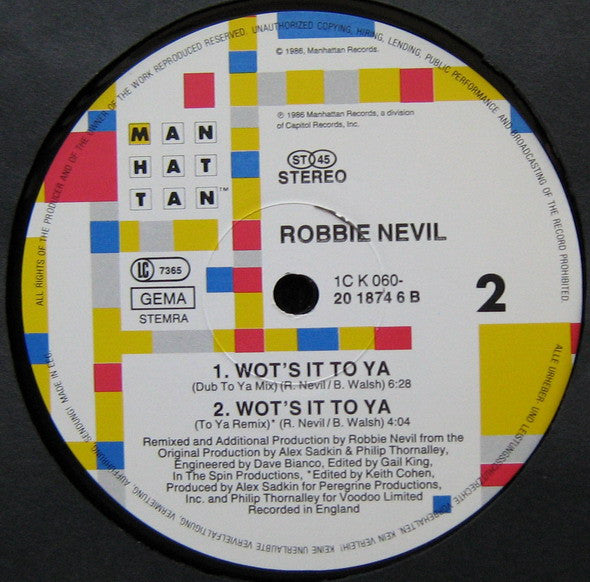 ALL RIGHTS OF THE PRODUCER AND OF THE OWNER OF THE WORK REPRODUCED RESERVED. UNAUTHORIZED COPYING, HIRING, LENDING, PUBLIC PERFORMANCE AND BROADCASTING OF THE RECORD PROHIBITED.
© 1986, Manhattan Records.
℗ 1986 Manhattan Records, a division
of Capitol Records, Inc.
MAN
HAT
TAN™
ST 45
STEREO
ROBBIE NEVIL
LC 7365
GEMA
STEMRA
1C K 060-
20 1874 6 B
2
1. WOT'S IT TO YA
(Dub To Ya Mix) (R. Nevil/B. Walsh) 6:28
2. WOT'S IT TO YA
(To Ya Remix)* (R. Nevil/B. Walsh) 4:04
Remixed and Additional Production by Robbie Nevil from the
Original Production by Alex Sadkin & Philip Thornalley,
Engineered by Dave Bianco, Edited by Gail King,
In The Spin Productions, *Edited by Keith Cohen,
Produced by Alex Sadkin for Peregrine Productions,
Inc. and Philip Thornalley for Voodoo Limited
Recorded in England
ALLE URHEBER- UND LEISTUNGSSCHUTZRECHTE VORBEHALTEN. KEIN VERLEIH! KEINE UNERLAUBTE VERVIELFÄLTIGUNG, VERMIETUNG, AUFFÜHRUNG, SENDUNG! MADE IN EEC